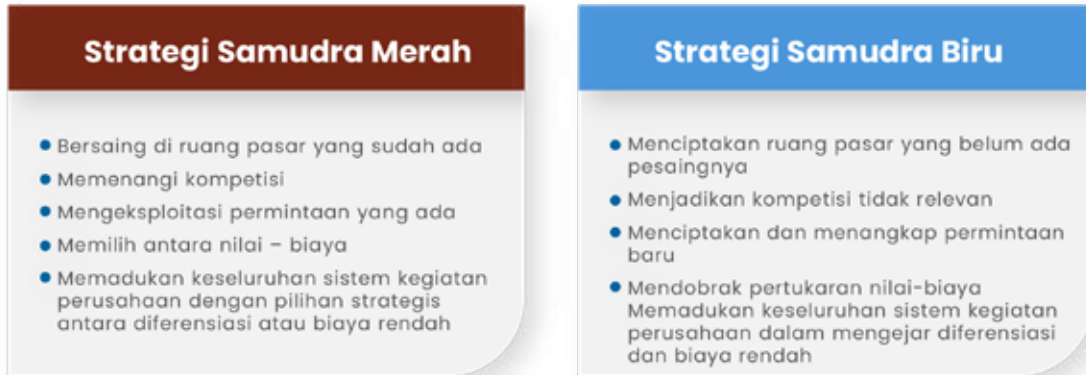 Strategi Samudra Merah
Bersaing di ruang pasar yang sudah ada
Memenangi kompetisi
Mengeksploitasi permintaan yang ada
Memilih antara nilai – biaya
Memadukan keseluruhan sistem kegiatan
perusahaan dengan pilihan strategis
antara diferensiasi atau biaya rendah
Strategi Samudra Biru
Menciptakan ruang pasar yang belum ada
pesaingnya
Menjadikan kompetisi tidak relevan
Menciptakan dan menangkap permintaan
baru
Mendobrak pertukaran nilai-biaya
Memadukan keseluruhan sistem kegiatan
perusahaan dalam mengejar diferensiasi
dan biaya rendah